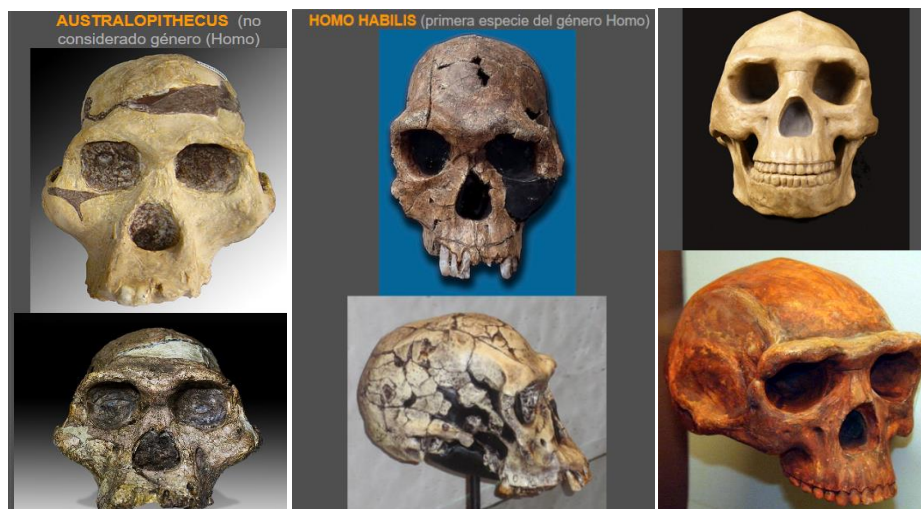 AUSTRALOPITHECUS (no
considerado género (Homo)
HOMO HABILIS (primera especie del género Homo)